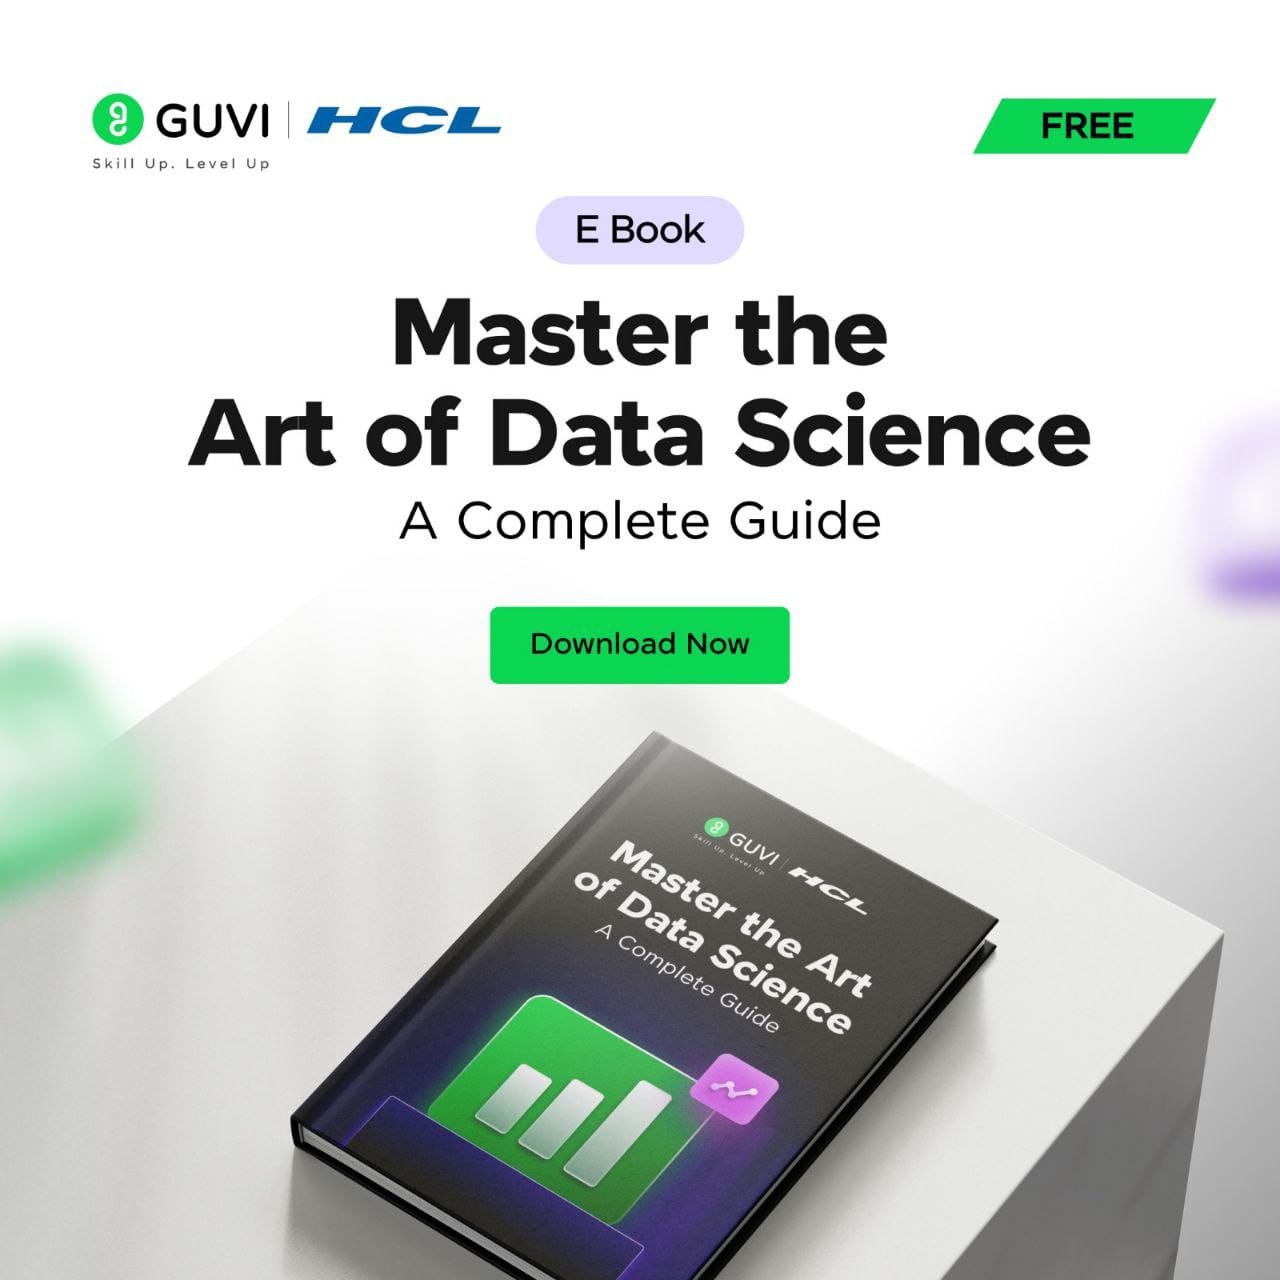 GUVI | HCL
Skill Up. Level Up
FREE
E Book
Master the
Art of Data Science
A Complete Guide
Download Now
GUVI | HCL
Skill Up. Level Up
Master the Art
of Data Science
A Complete Guide